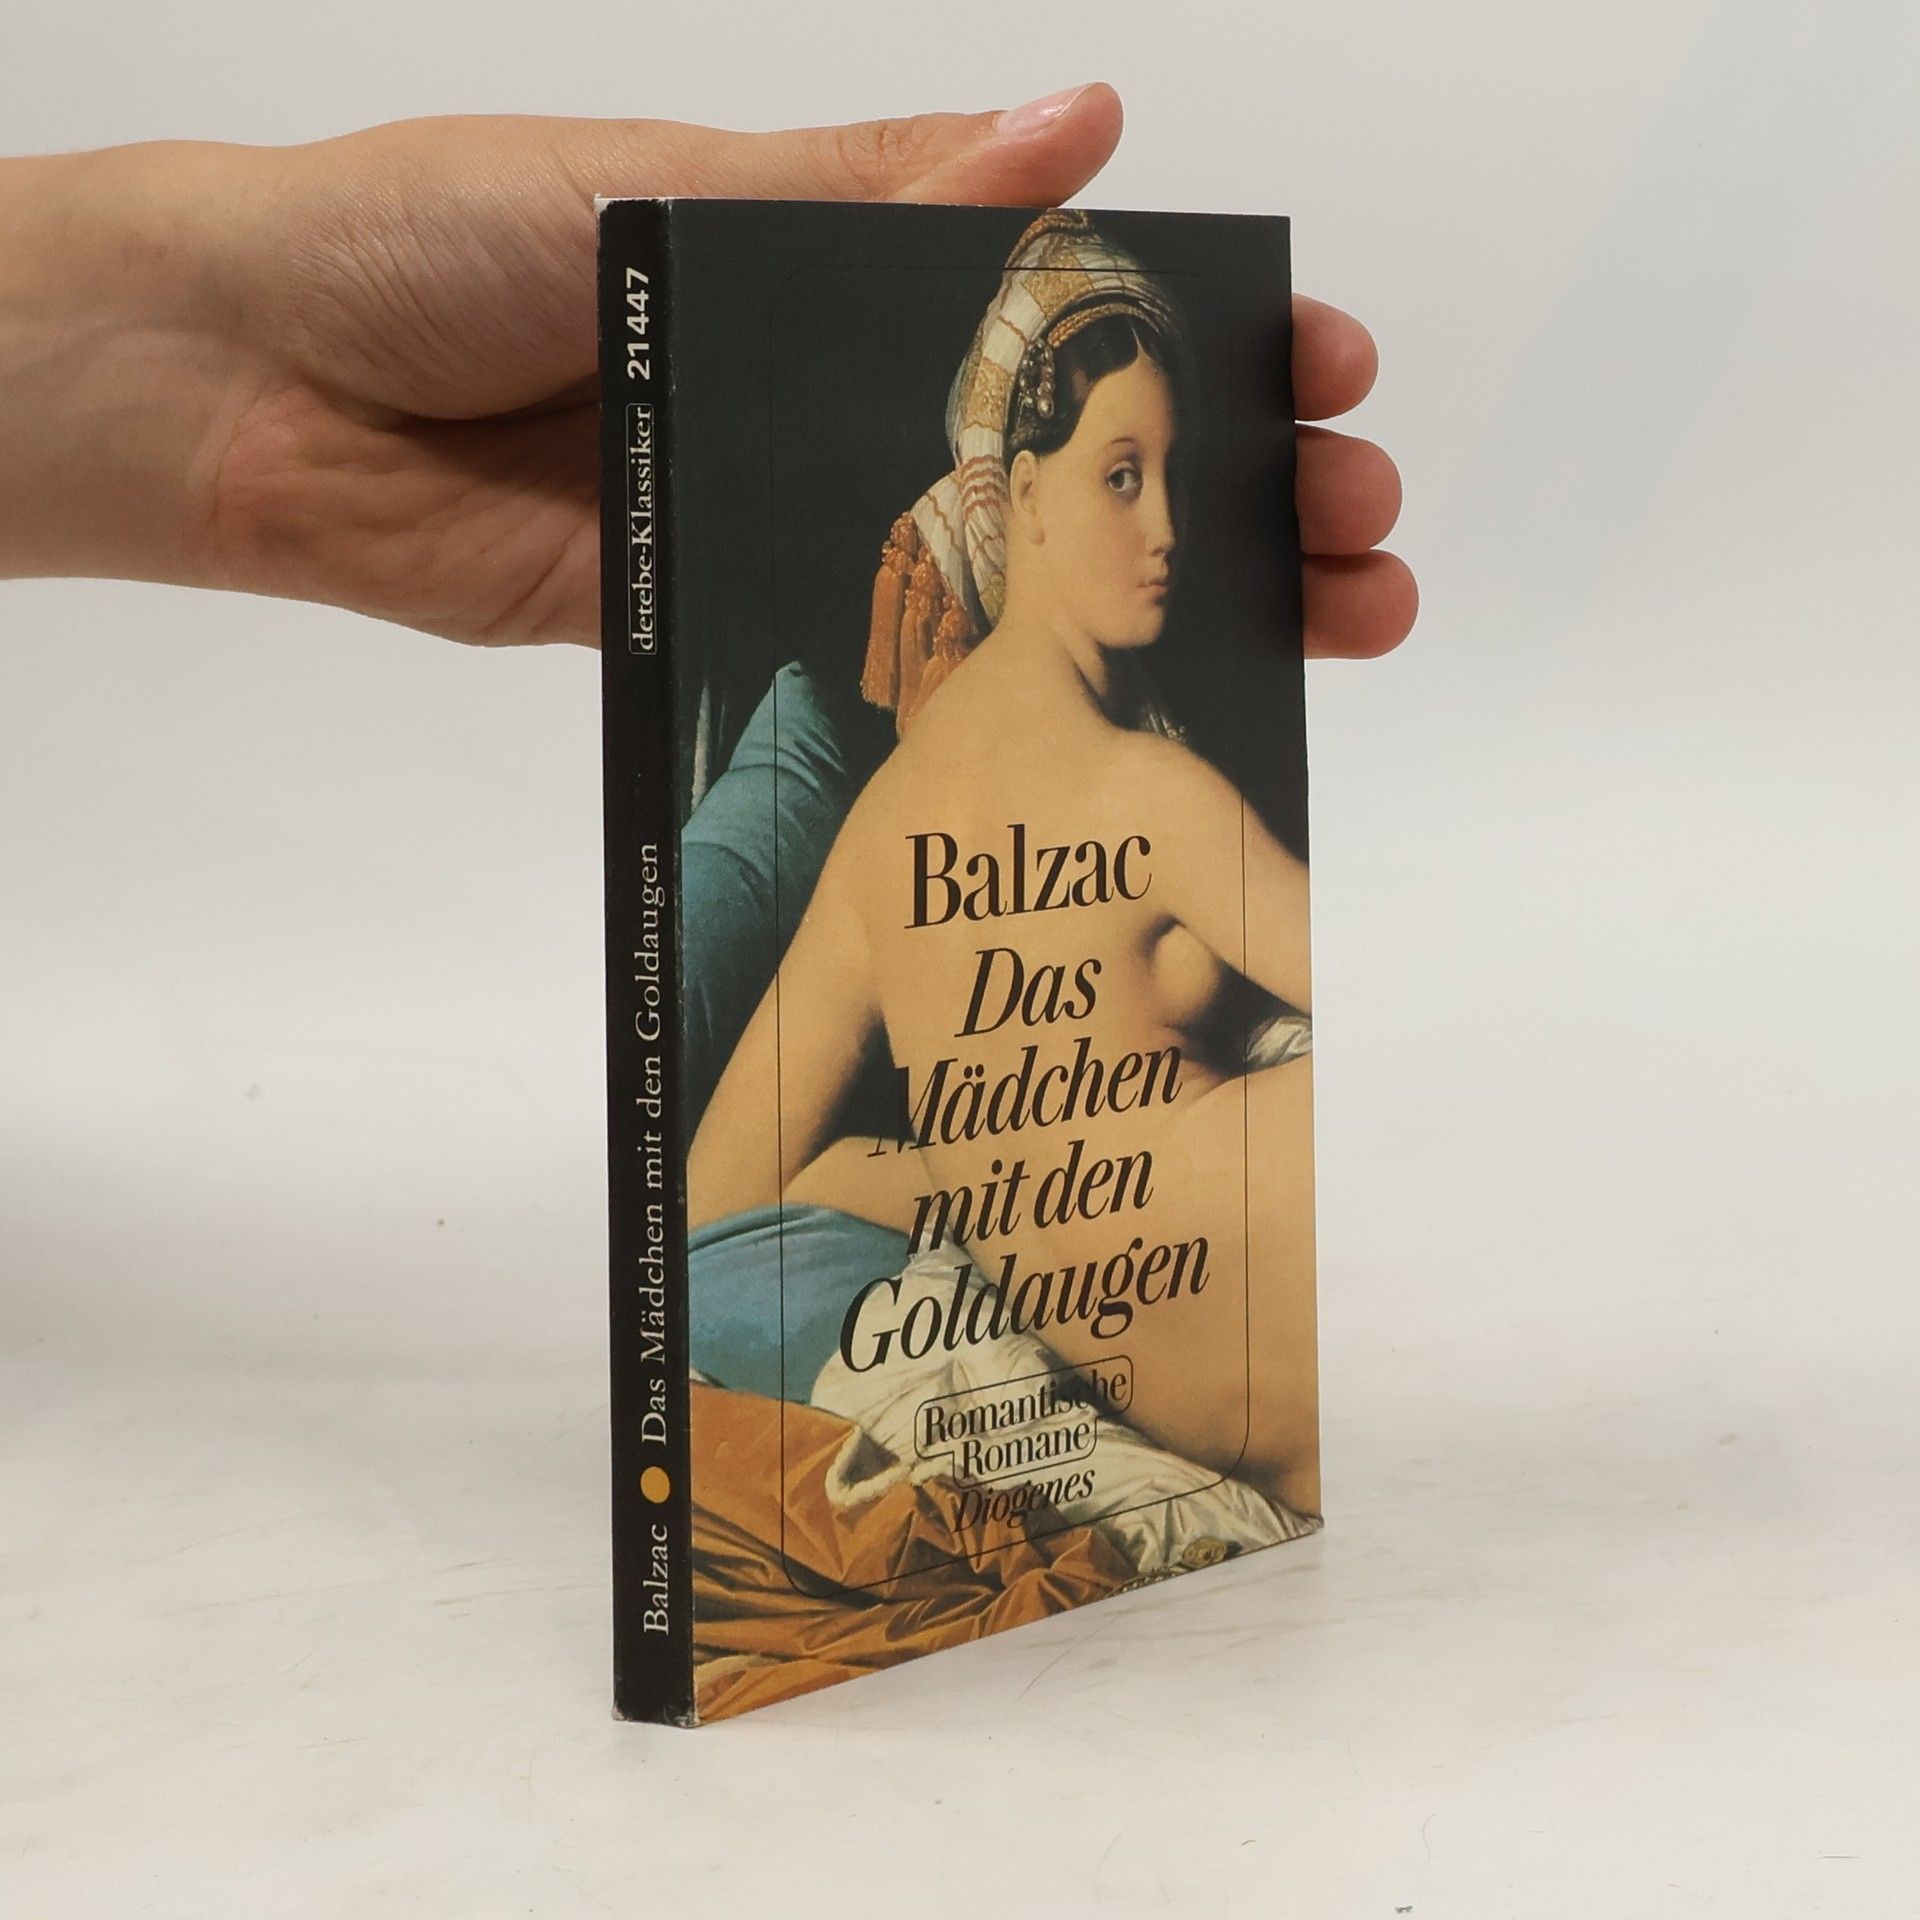 Balzac
Das
Mädchen
mit den
Goldaugen
Romantische
Romane
Diogenes
Balzac ● Das Mädchen mit den Goldaugen detebe-Klassiker 21447